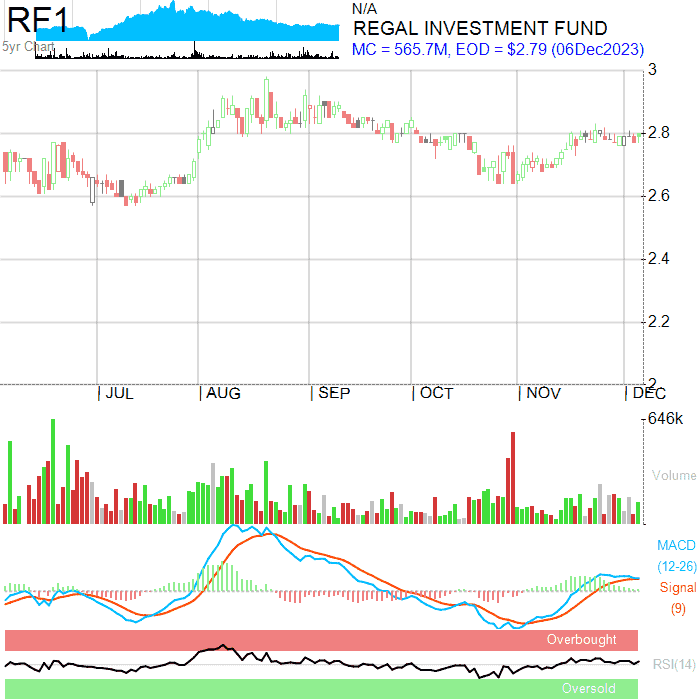 RF1
5yr Chart
N/A
REGAL INVESTMENT FUND
MC = 565.7M, EOD = $2.79 (06Dec2023)
3
2.8
2.6
2.4
2.2
2
JUL
AUG
SEP
OCT
NOV
DEC
646k
Volume
MACD
(12-26)
Signal
(9)
Overbought
RSI(14)
Oversold